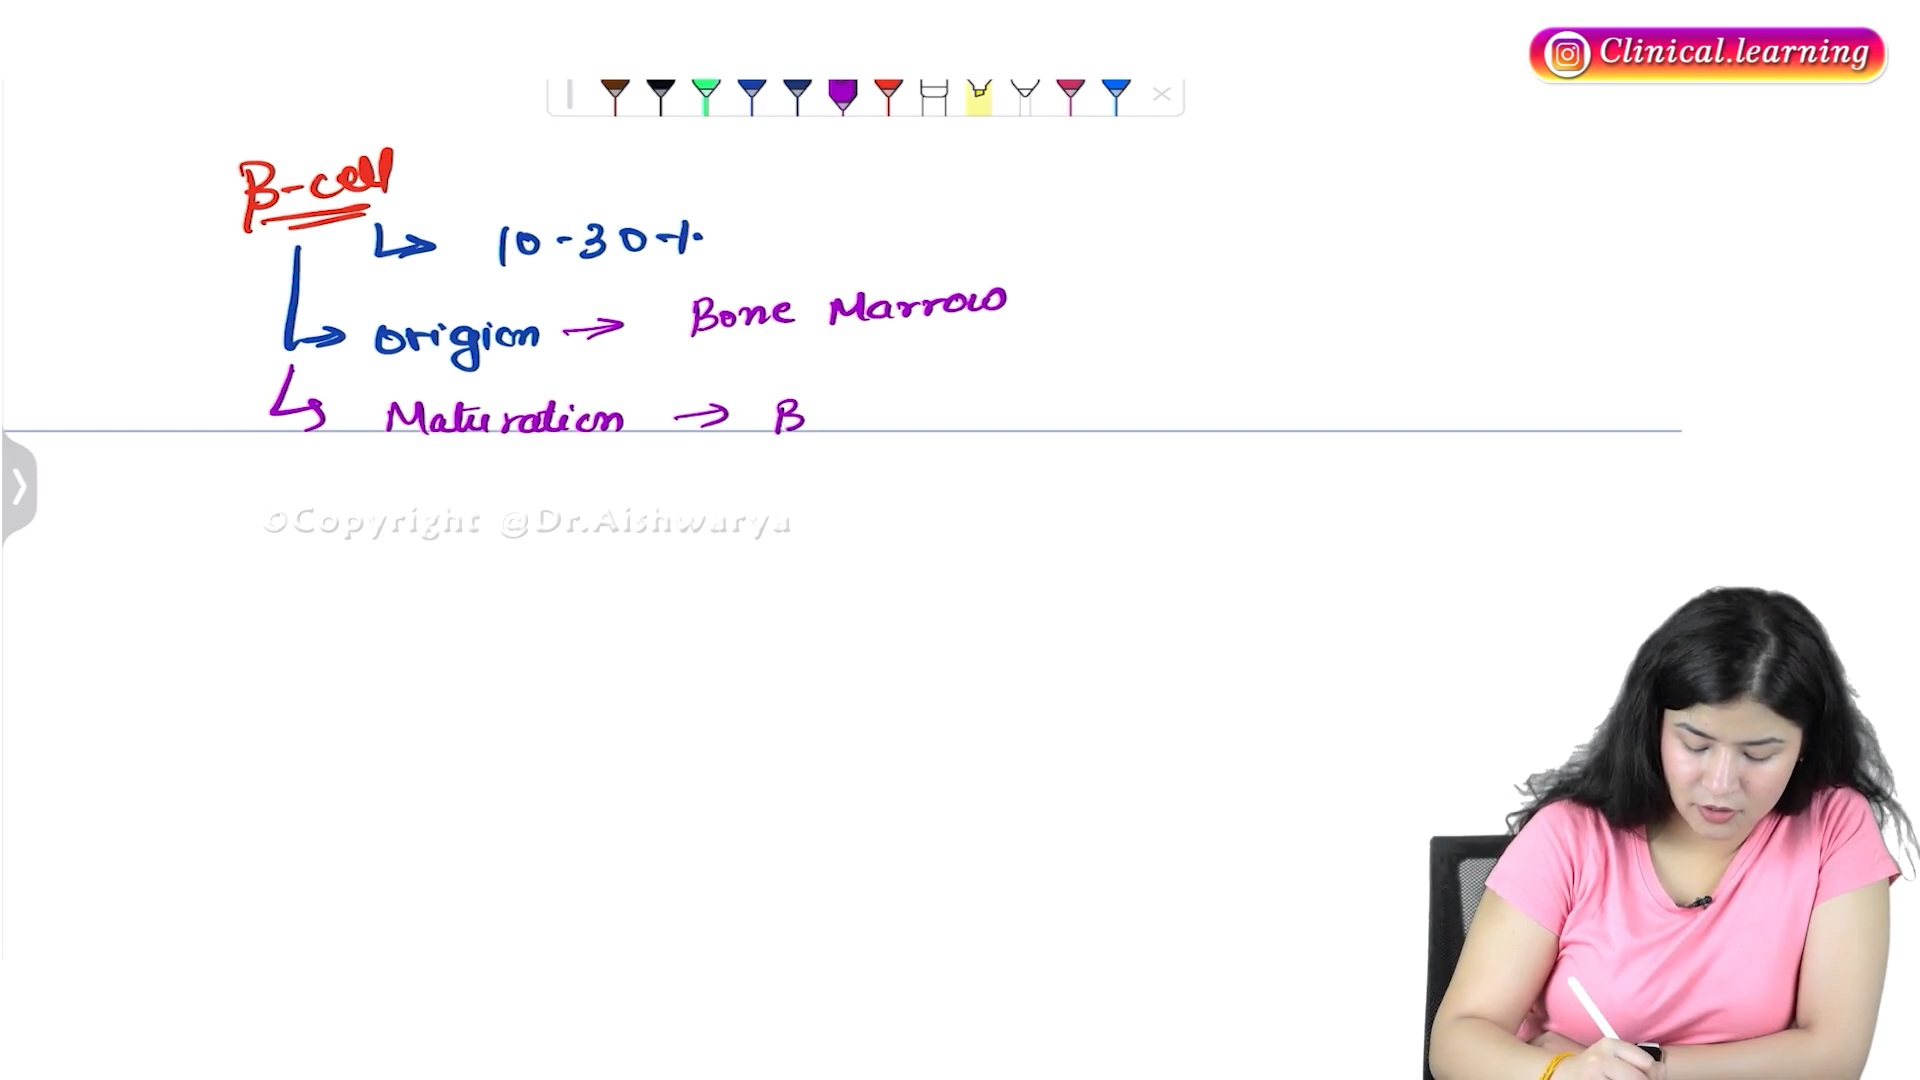 Clinical.learning
B-cell
10-30%
origion → Bone Marrow
Maturation → B
©Copyright @Dr.Aishwarya